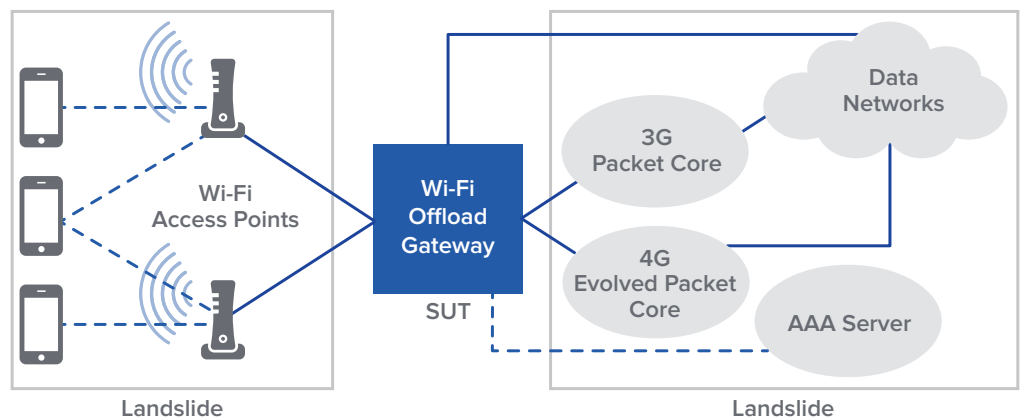 Wi-Fi
Access Points
Landslide
Wi-Fi
Offload
Gateway
SUT
3G
Packet Core
4G
Evolved Packet
Core
Data
Networks
AAA Server
Landslide